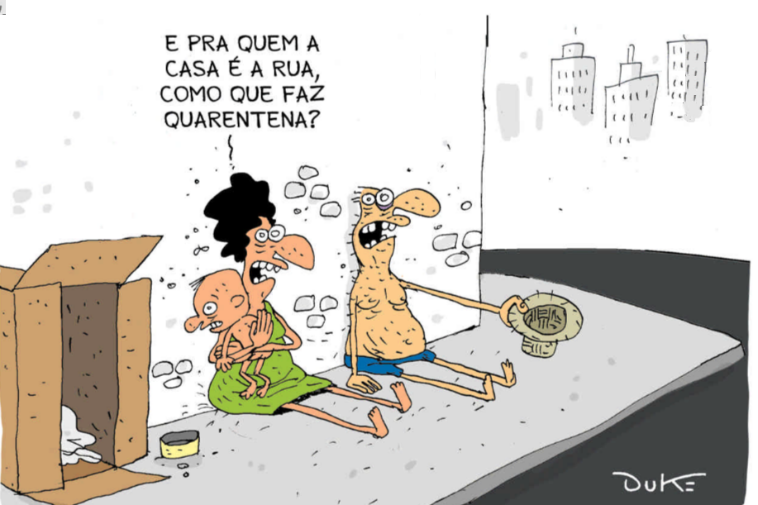 E PRA QUEM A
CASA É A RUA,
COMO QUE FAZ
QUARENTENA?
DUKE